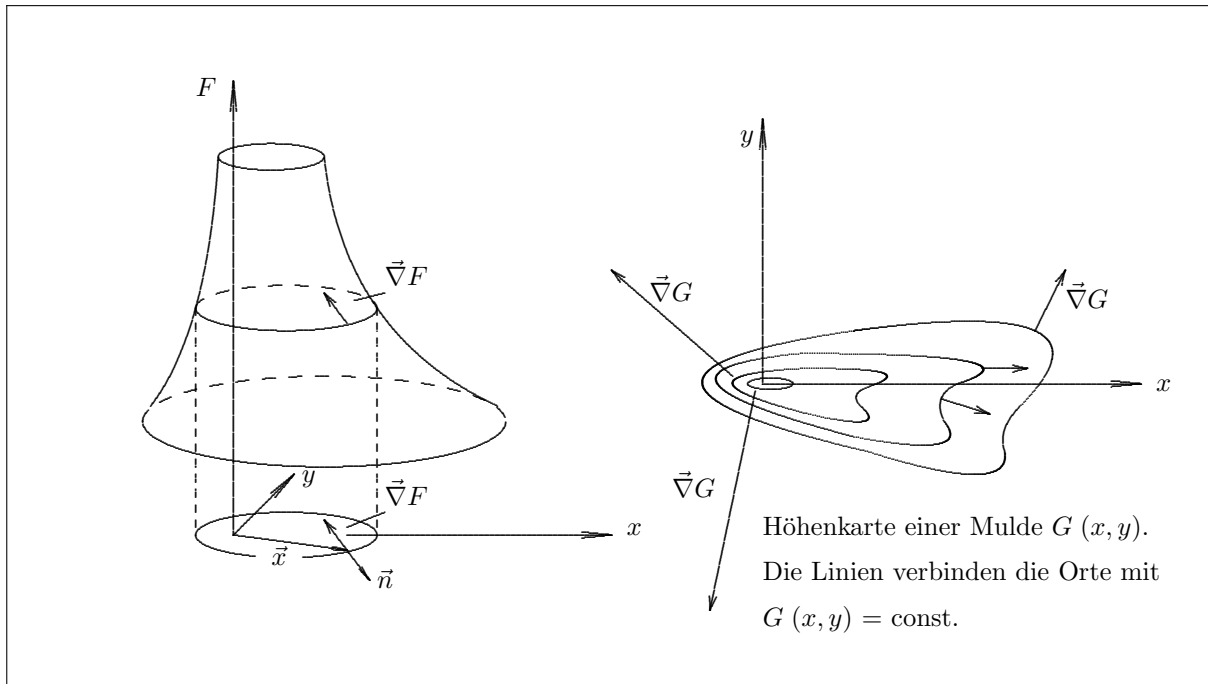 F
∇⃗F
y
∇⃗F
x
x⃗
n⃗
y
∇⃗G
∇⃗G
x
∇⃗G
Höhenkarte einer Mulde G (x, y).
Die Linien verbinden die Orte mit
G (x, y) = const.